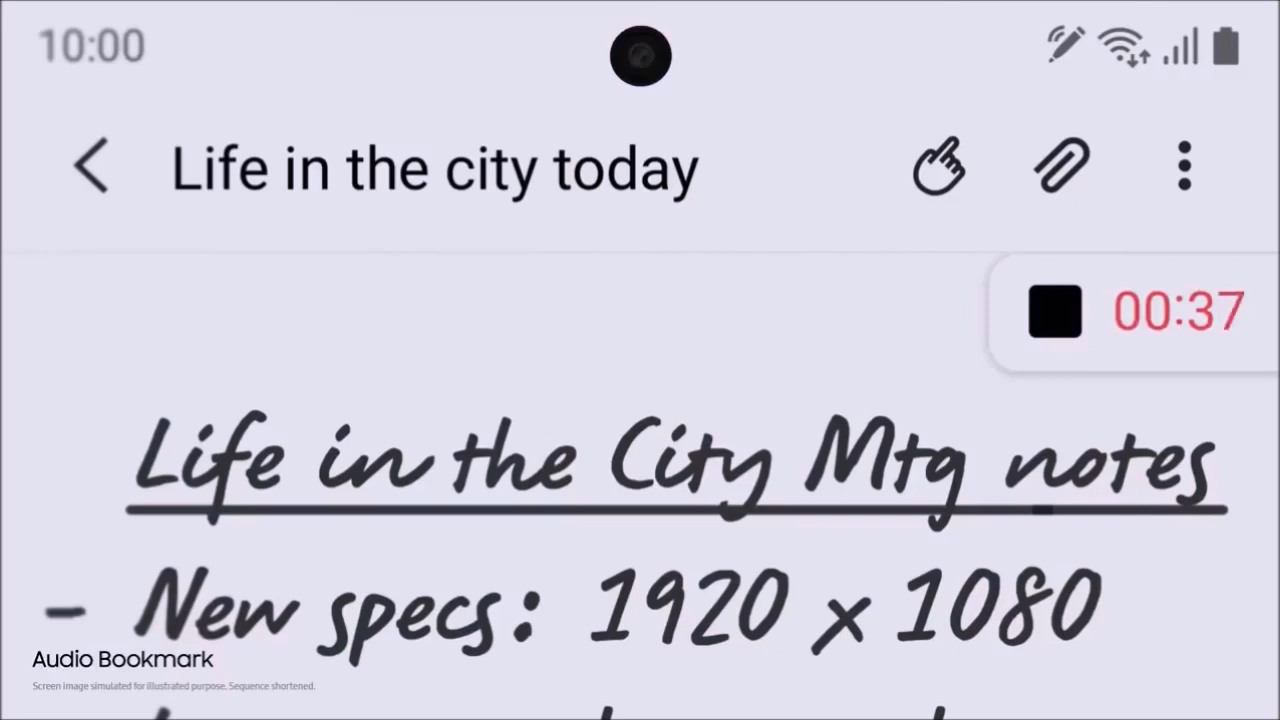 10:00
Life in the city today
00:37
Life in the City Mtg notes
- New specs: 1920 x 1080
Audio Bookmark
Screen image simulated for illustrated purpose. Sequence shortened.